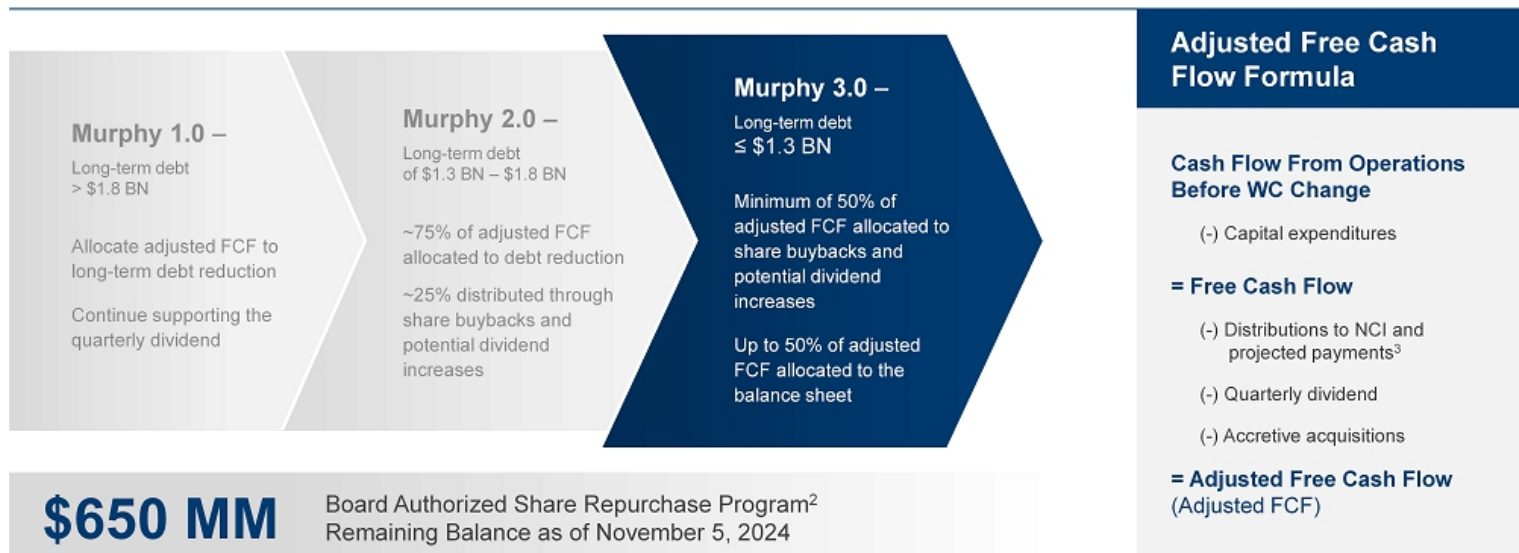 Murphy 1.0 –
Long-term debt
> $1.8 BN
Allocate adjusted FCF to
long-term debt reduction
Continue supporting the
quarterly dividend
Murphy 2.0 –
Long-term debt
of $1.3 BN – $1.8 BN
~75% of adjusted FCF
allocated to debt reduction
~25% distributed through
share buybacks and
potential dividend
increases
Murphy 3.0 –
Long-term debt
≤ $1.3 BN
Minimum of 50% of
adjusted FCF allocated to
share buybacks and
potential dividend
increases
Up to 50% of adjusted
FCF allocated to the
balance sheet
$650 MM
Board Authorized Share Repurchase Program²
Remaining Balance as of November 5, 2024
Adjusted Free Cash
Flow Formula
Cash Flow From Operations
Before WC Change
(-) Capital expenditures
= Free Cash Flow
(-) Distributions to NCI and
projected payments³
(-) Quarterly dividend
(-) Accretive acquisitions
= Adjusted Free Cash Flow
(Adjusted FCF)